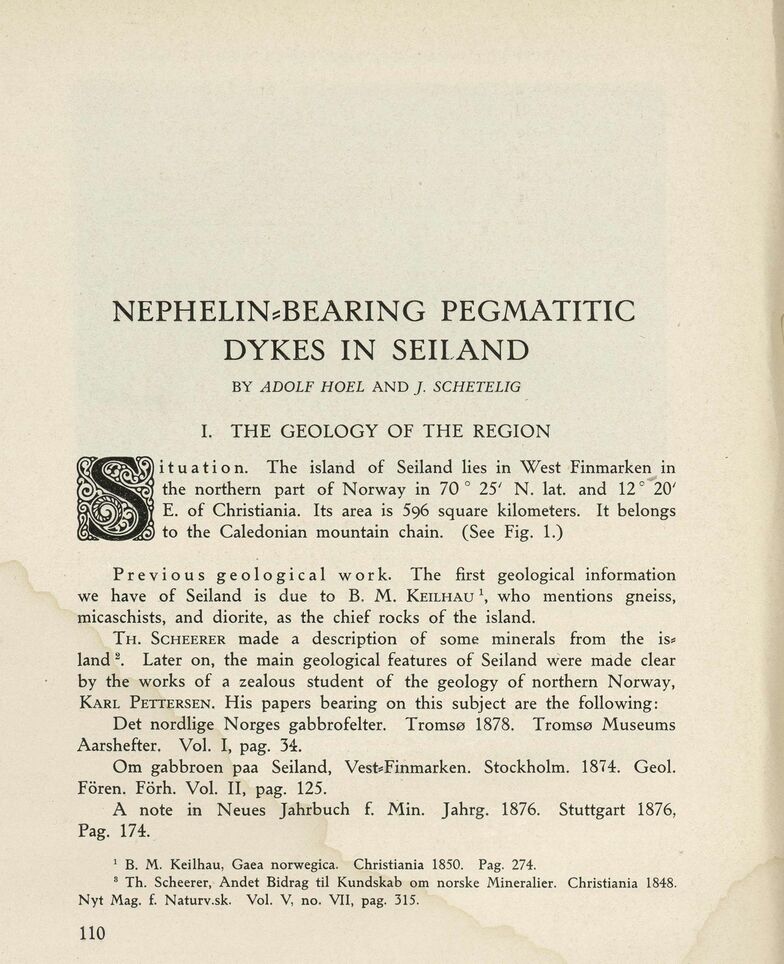 NEPHELIN-BEARING PEGMATITIC
DYKES IN SEILAND
BY ADOLF HOEL AND J. SCHETELIG
I. THE GEOLOGY OF THE REGION
Situation. The island of Seiland lies in West Finmarken in
the northern part of Norway in 70° 25′ N. lat. and 12° 20′
E. of Christiania. Its area is 596 square kilometers. It belongs
to the Caledonian mountain chain. (See Fig. 1.)
Previous geological work. The first geological information
we have of Seiland is due to B. M. KEILHAU ¹, who mentions gneiss,
micaschists, and diorite, as the chief rocks of the island.
TH. SCHEERER made a description of some minerals from the is-
land ². Later on, the main geological features of Seiland were made clear
by the works of a zealous student of the geology of northern Norway,
KARL PETTERSEN. His papers bearing on this subject are the following:
Det nordlige Norges gabbrofelter. Tromsø 1878. Tromsø Museums
Aarshefter. Vol. I, pag. 34.
Om gabbroen paa Seiland, Vest-Finmarken. Stockholm. 1874. Geol.
Fören. Förh. Vol. II, pag. 125.
A note in Neues Jahrbuch f. Min. Jahrg. 1876. Stuttgart 1876,
Pag. 174.
¹ B. M. Keilhau, Gaea norwegica. Christiania 1850. Pag. 274.
² Th. Scheerer, Andet Bidrag til Kundskab om norske Mineralier. Christiania 1848.
Nyt Mag. f. Naturv.sk. Vol. V, no. VII, pag. 315.
110